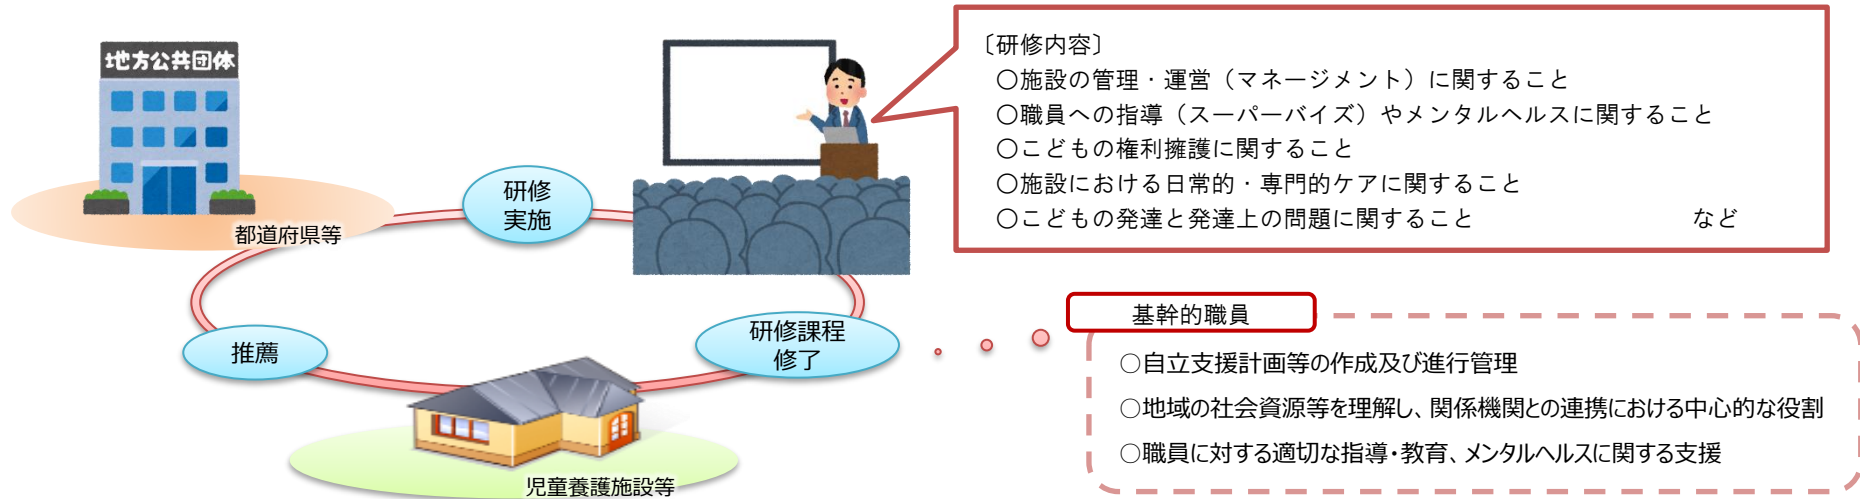 地方公共団体
都道府県等
研修
実施
〔研修内容〕
〇施設の管理・運営（マネージメント）に関すること
〇職員への指導（スーパーバイズ）やメンタルヘルスに関すること
〇こどもの権利擁護に関すること
〇施設における日常的・専門的ケアに関すること
〇こどもの発達と発達上の問題に関すること　など
推薦
研修課程
修了
児童養護施設等
基幹的職員
○自立支援計画等の作成及び進行管理
○地域の社会資源等を理解し、関係機関との連携における中心的な役割
○職員に対する適切な指導・教育、メンタルヘルスに関する支援